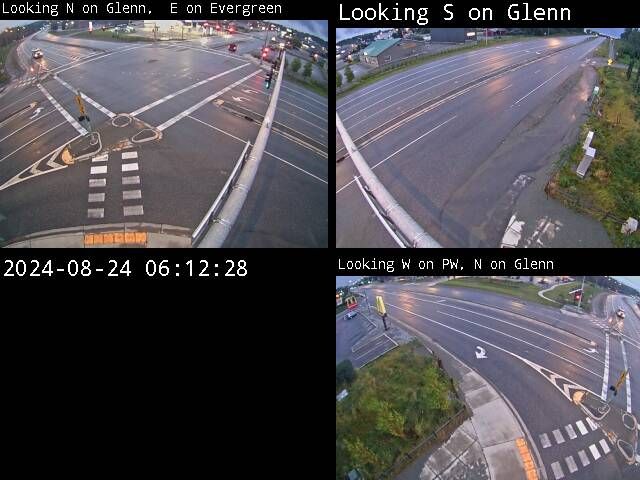 Looking N on Glenn,  E on Evergreen
Looking S on Glenn
2024-08-24 06:12:28
Looking W on PW, N on Glenn